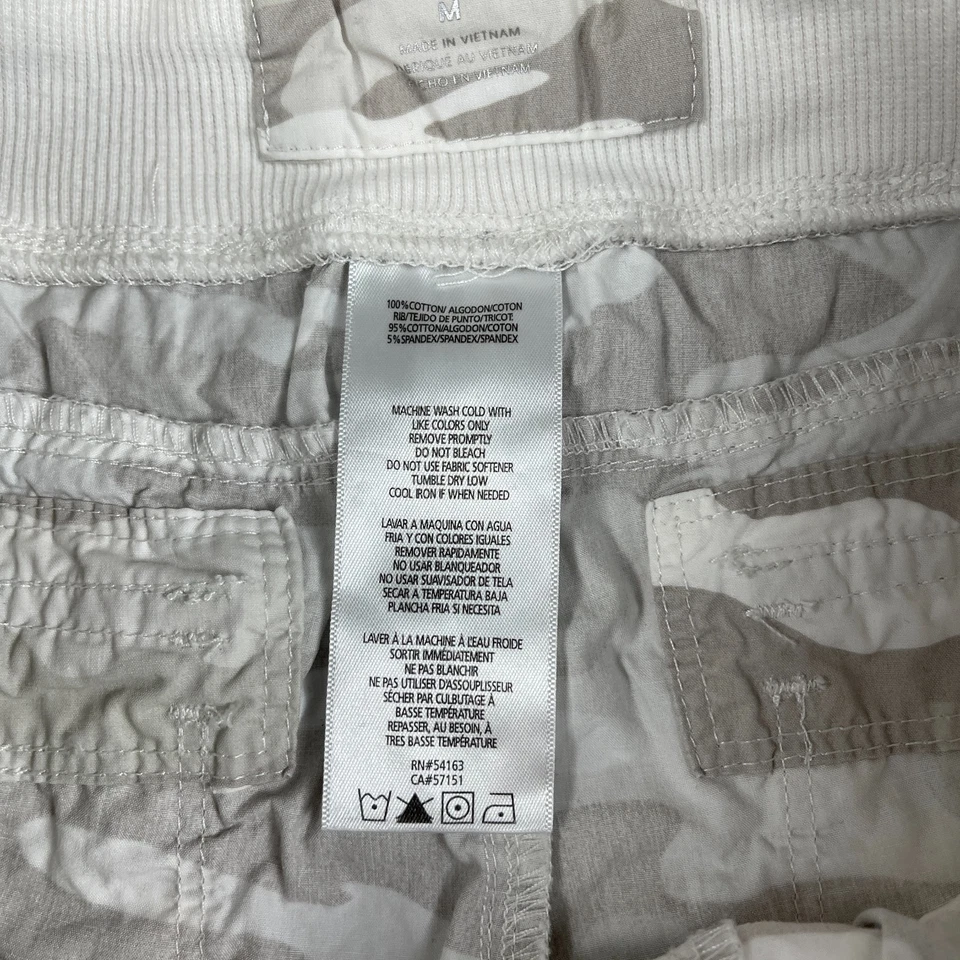 M
MADE IN VIETNAM
AU VIETNAM
EN VIETNAM
100%COTTON/ ALGODON/COTON
RIB/TEJIDO DE PUNTO/TRICOT.
95%COTTON/ALGODON/COTON
5%SPANDEX/SPANDEX/SPANDEX
MACHINE WASH COLD WITH
LIKE COLORS ONLY
REMOVE PROMPTLY
DO NOT BLEACH
DO NOT USE FABRIC SOFTENER
TUMBLE DRY LOW
COOL IRON IF WHEN NEEDED
LAVAR A MAQUINA CON AGUA
FRIA Y CON COLORES IGUALES
REMOVER RAPIDAMENTE
NO USAR BLANQUEADOR
NO USAR SUAVISADOR DE TELA
SECAR A TEMPERATURA BAJA
PLANCHA FRIA SI NECESITA
LAVER À LA MACHINE À L'EAU FROIDE
SORTIR IMMÉDIATEMENT
NE PAS BLANCHIR
NE PAS UTILISER D'ASSOUPLISSEUR
SÉCHER PAR CULBUTAGE À
BASSE TEMPÉRATURE
REPASSER, AU BESOIN, À
TRES BASSE TEMPÉRATURE
RN#54163
CA#57151